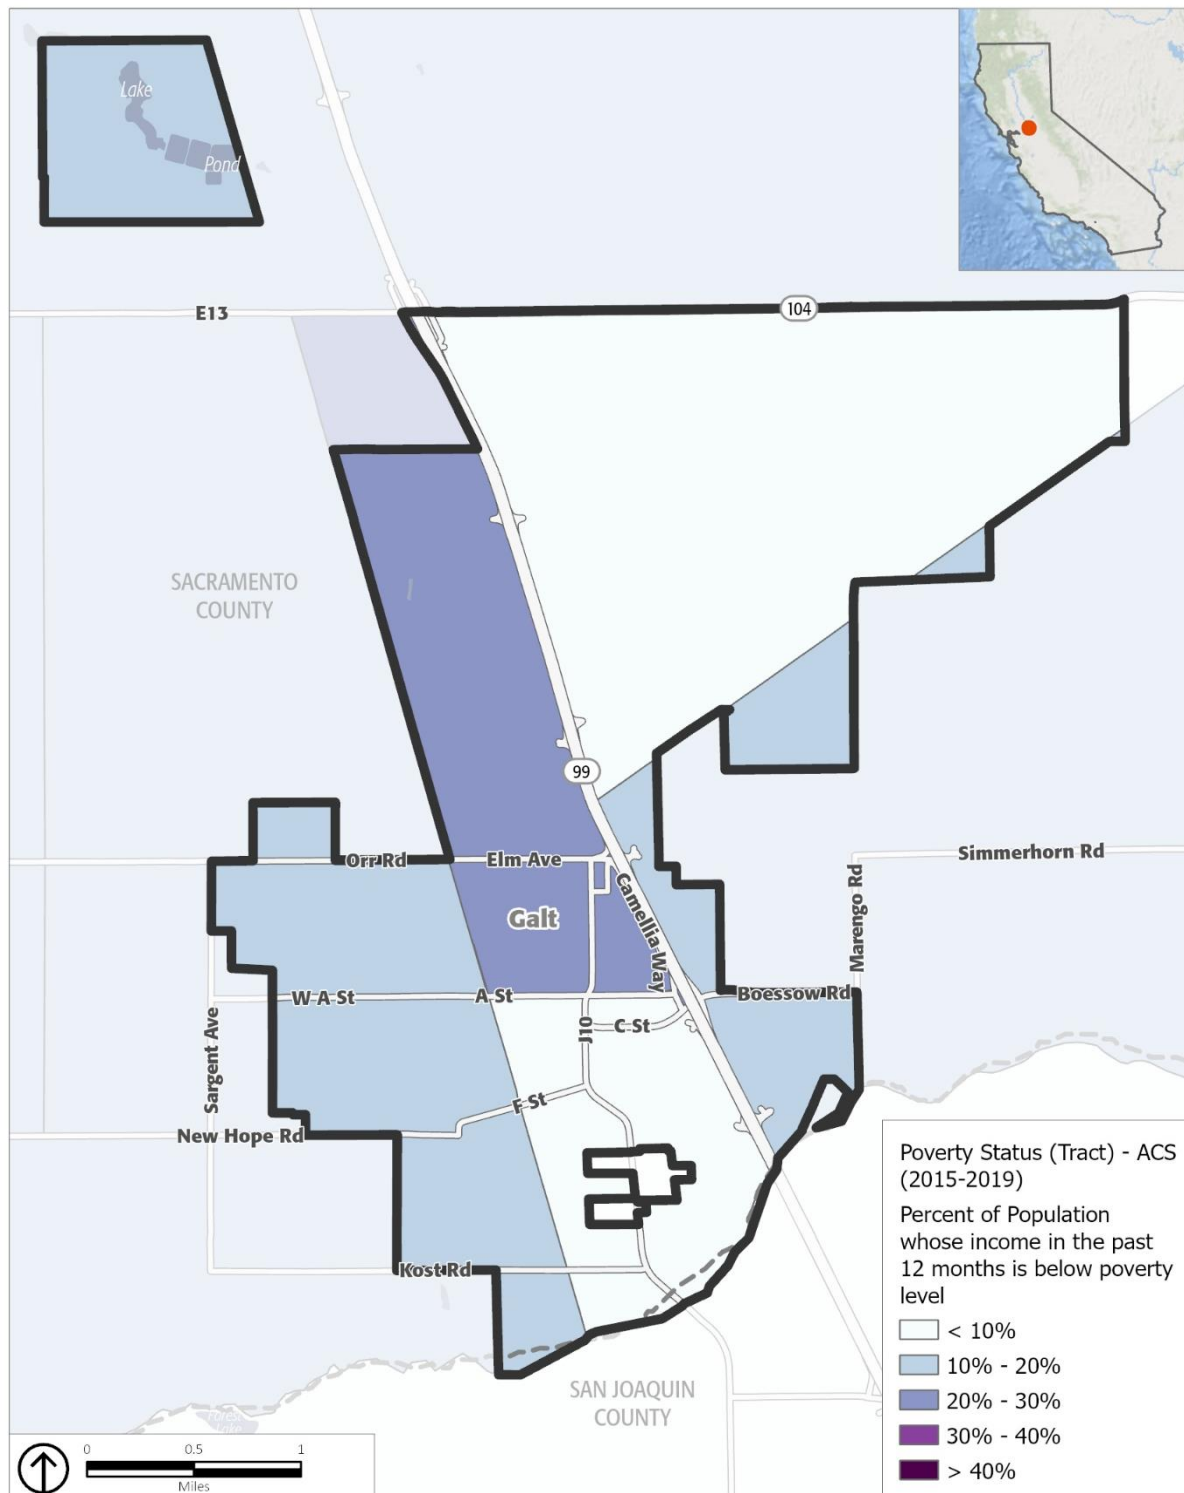 Lake
Pond
E13
104
SACRAMENTO
COUNTY
99
Orr Rd
Elm Ave
Simmerhorn Rd
Camellia Way
Marengo Rd
Galt
W A St
A St
Boessow Rd
J10
C St
Sargent Ave
F St
New Hope Rd
Kost Rd
SAN JOAQUIN
COUNTY
Poverty Status (Tract) - ACS
(2015-2019)
Percent of Population
whose income in the past
12 months is below poverty
level
< 10%
10% - 20%
20% - 30%
30% - 40%
> 40%
0 0.5 1
Miles